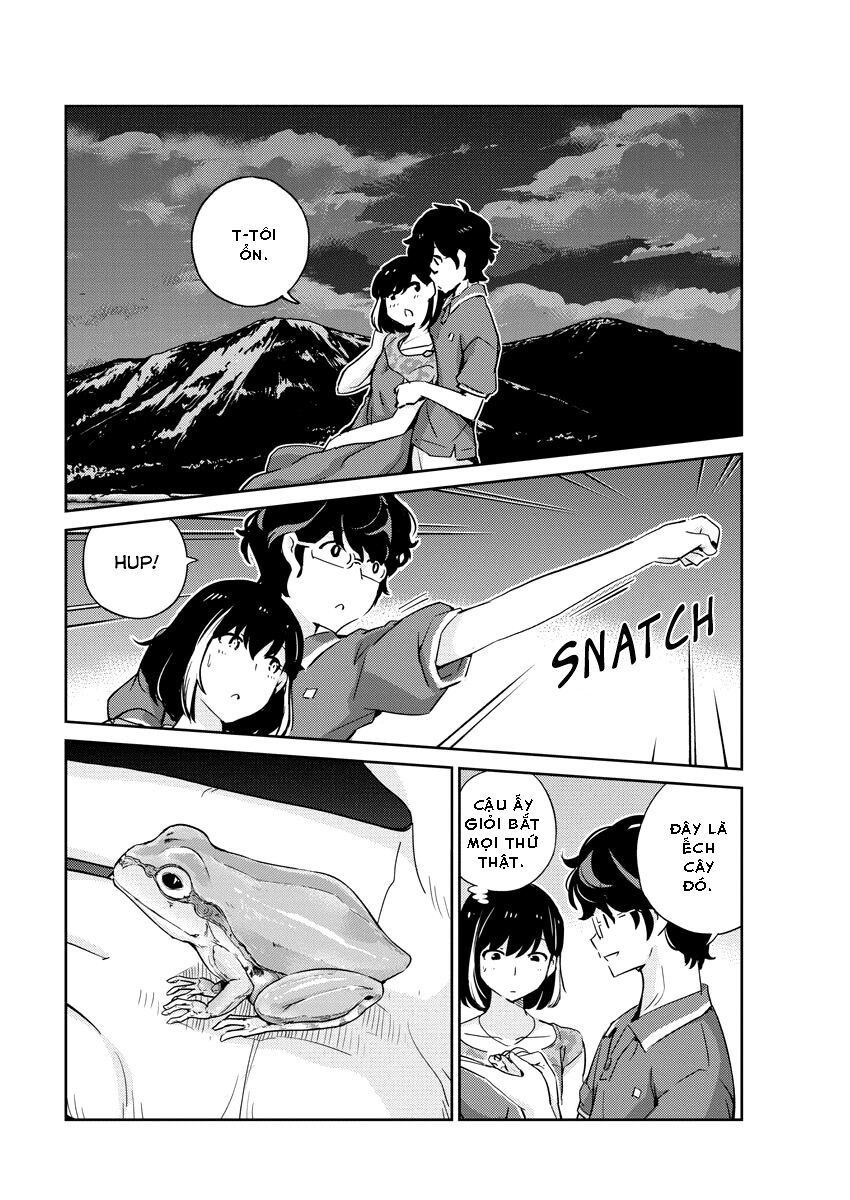 T-TÔI
ỔN.
HUP!
SNATCH
CẬU ẤY
GIỎI BẮT
MỌI THỨ
THẬT.
ĐÂY LÀ
ẾCH
CÂY
ĐÓ.